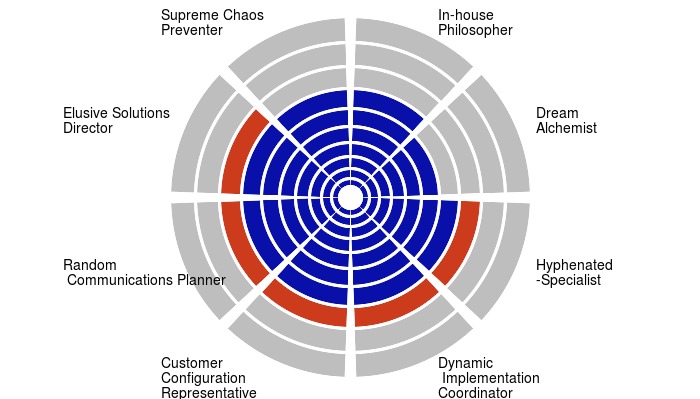 Supreme Chaos
Preventer
In-house
Philosopher
Elusive Solutions
Director
Dream
Alchemist
Random
Communications Planner
Hyphenated
-Specialist
Customer
Configuration
Representative
Dynamic
Implementation
Coordinator